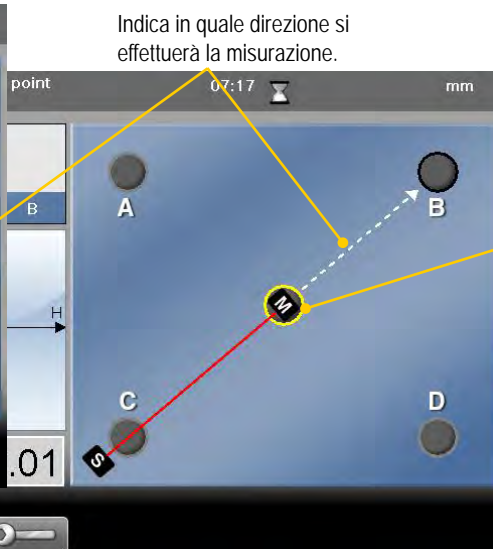 Indica in quale direzione si
effettuerà la misurazione.
point 07:17 mm
A B
B
M
H
C D
S
.01